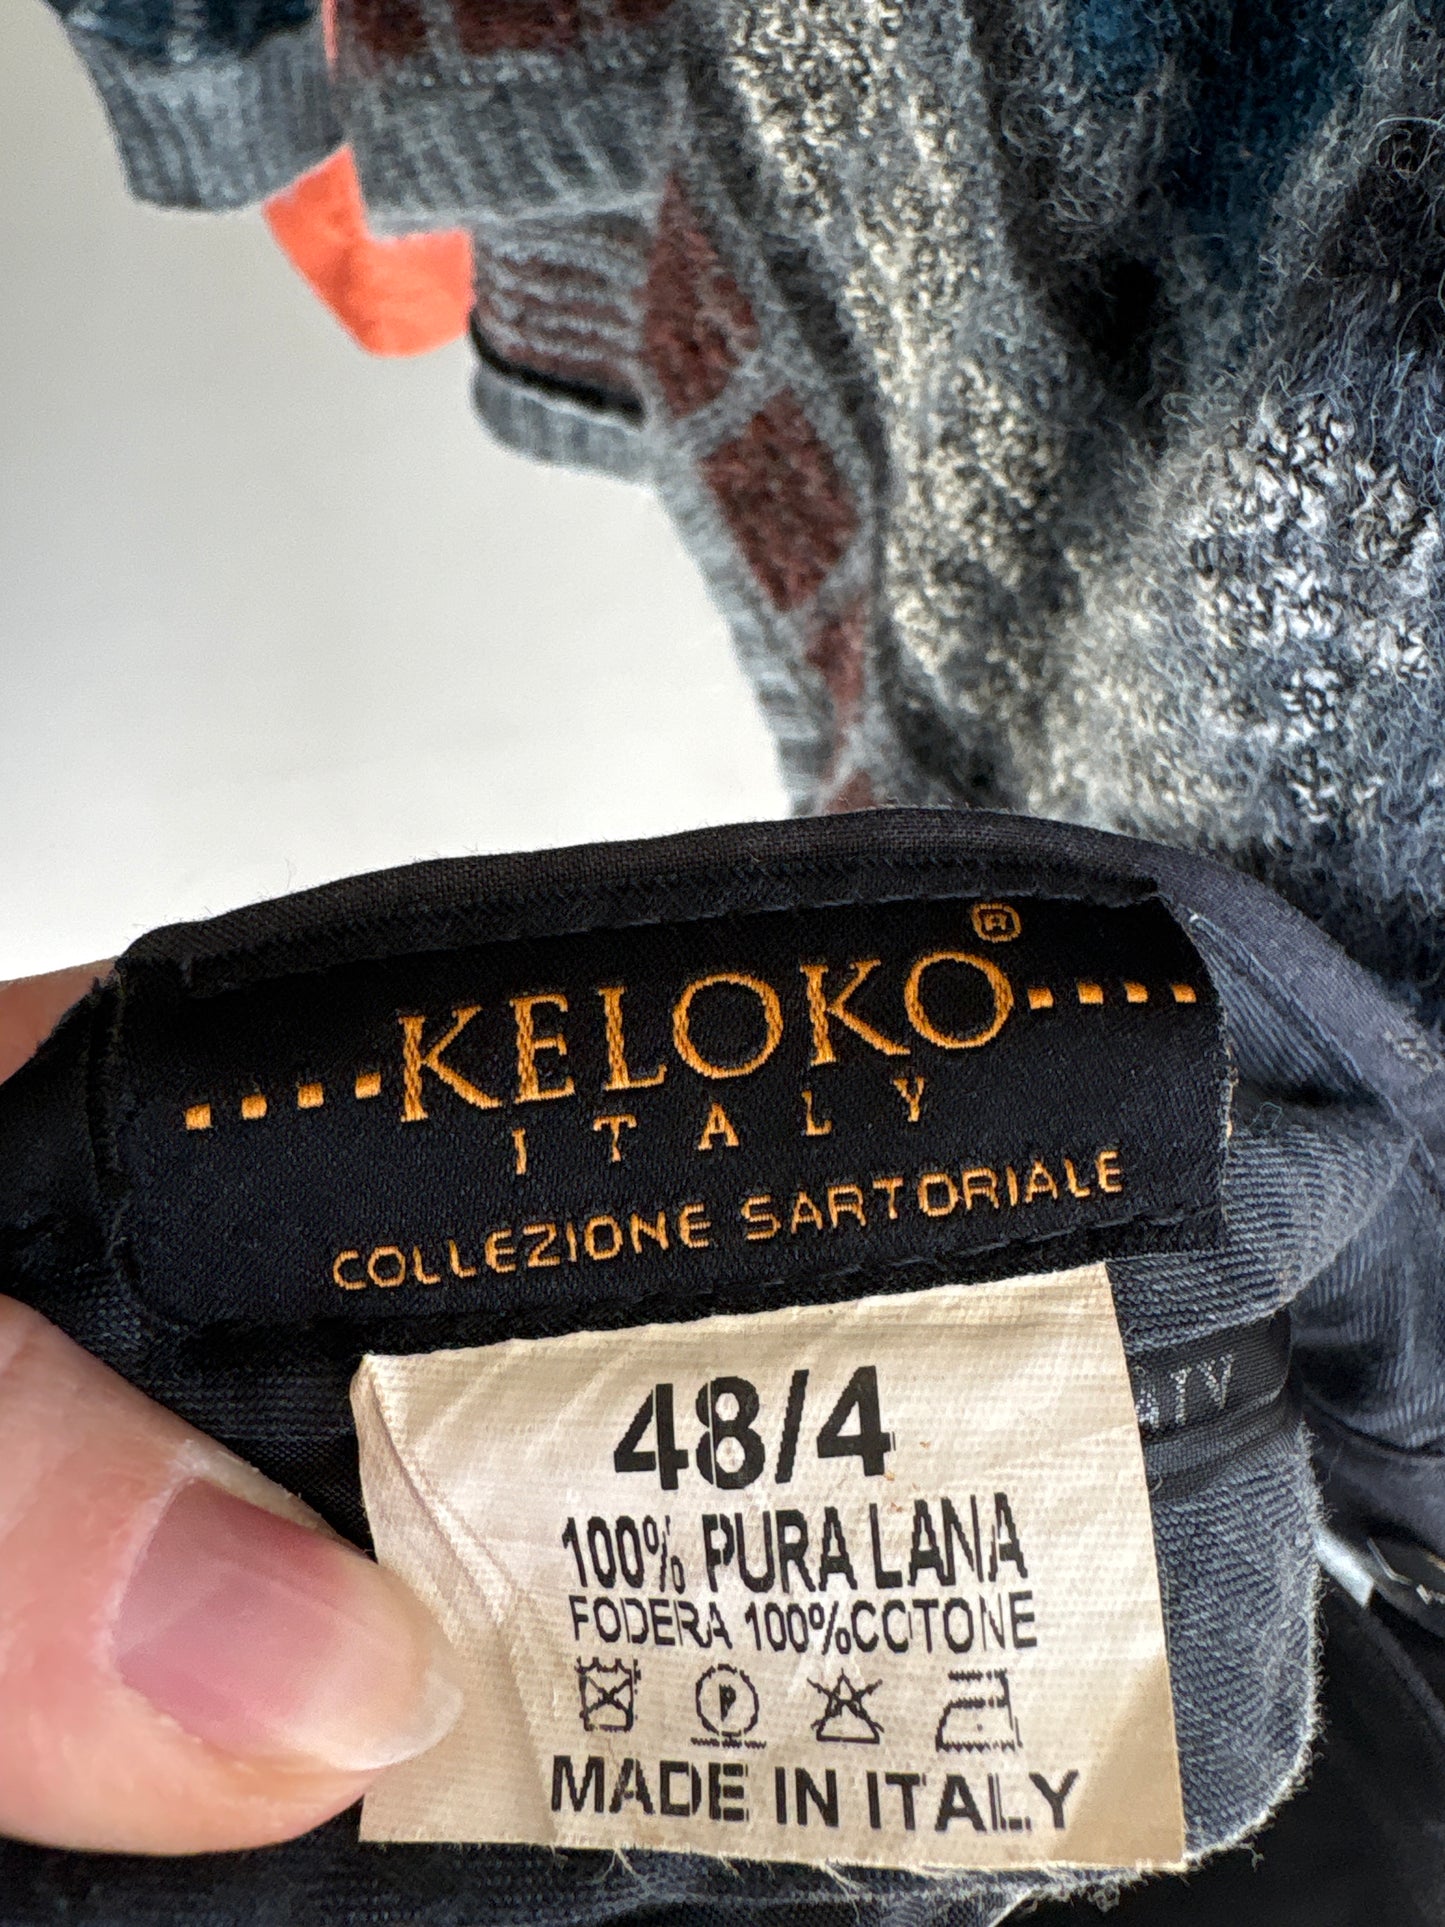 KELOKO®
ITALY
COLLEZIONE SARTORIALE
48/4
100% PURA LANA
FODERA 100%COTONE
P
MADE IN ITALY